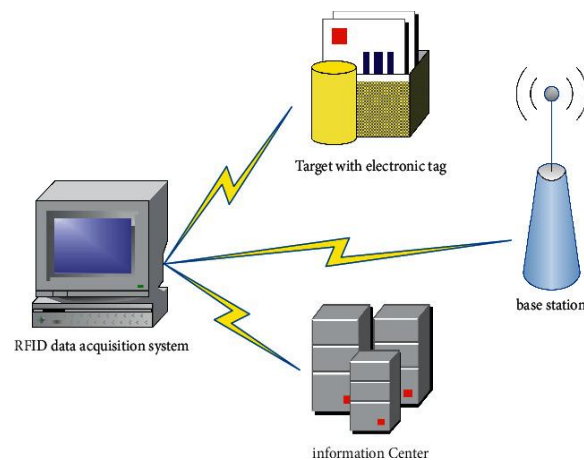 Target with electronic tag
base station
RFID data acquisition system
information Center